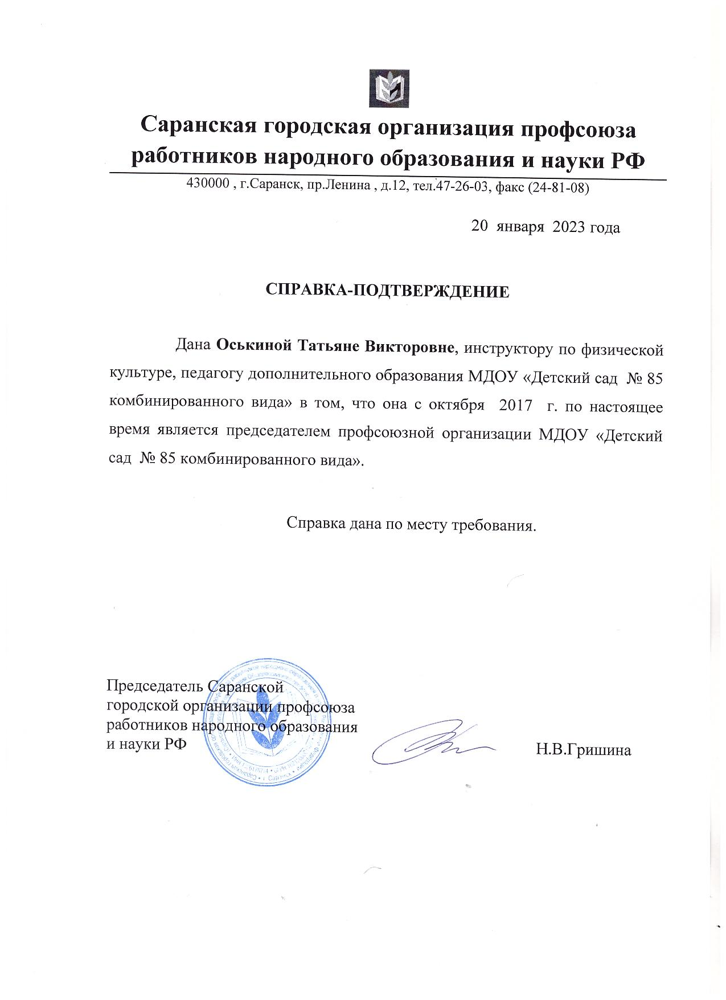 Саранская городская организация профсоюза
работников народного образования и науки РФ
430000 , г.Саранск, пр.Ленина , д.12, тел.47-26-03, факс (24-81-08)
20 января 2023 года
СПРАВКА-ПОДТВЕРЖДЕНИЕ
Дана Оськиной Татьяне Викторовне, инструктору по физической
культуре, педагогу дополнительного образования МДОУ «Детский сад № 85
комбинированного вида» в том, что она с октября 2017 г. по настоящее
время является председателем профсоюзной организации МДОУ «Детский
сад № 85 комбинированного вида».
Справка дана по месту требования.
Председатель Саранской
городской организации профсоюза
работников народного образования
и науки РФ
Н.В.Гришина